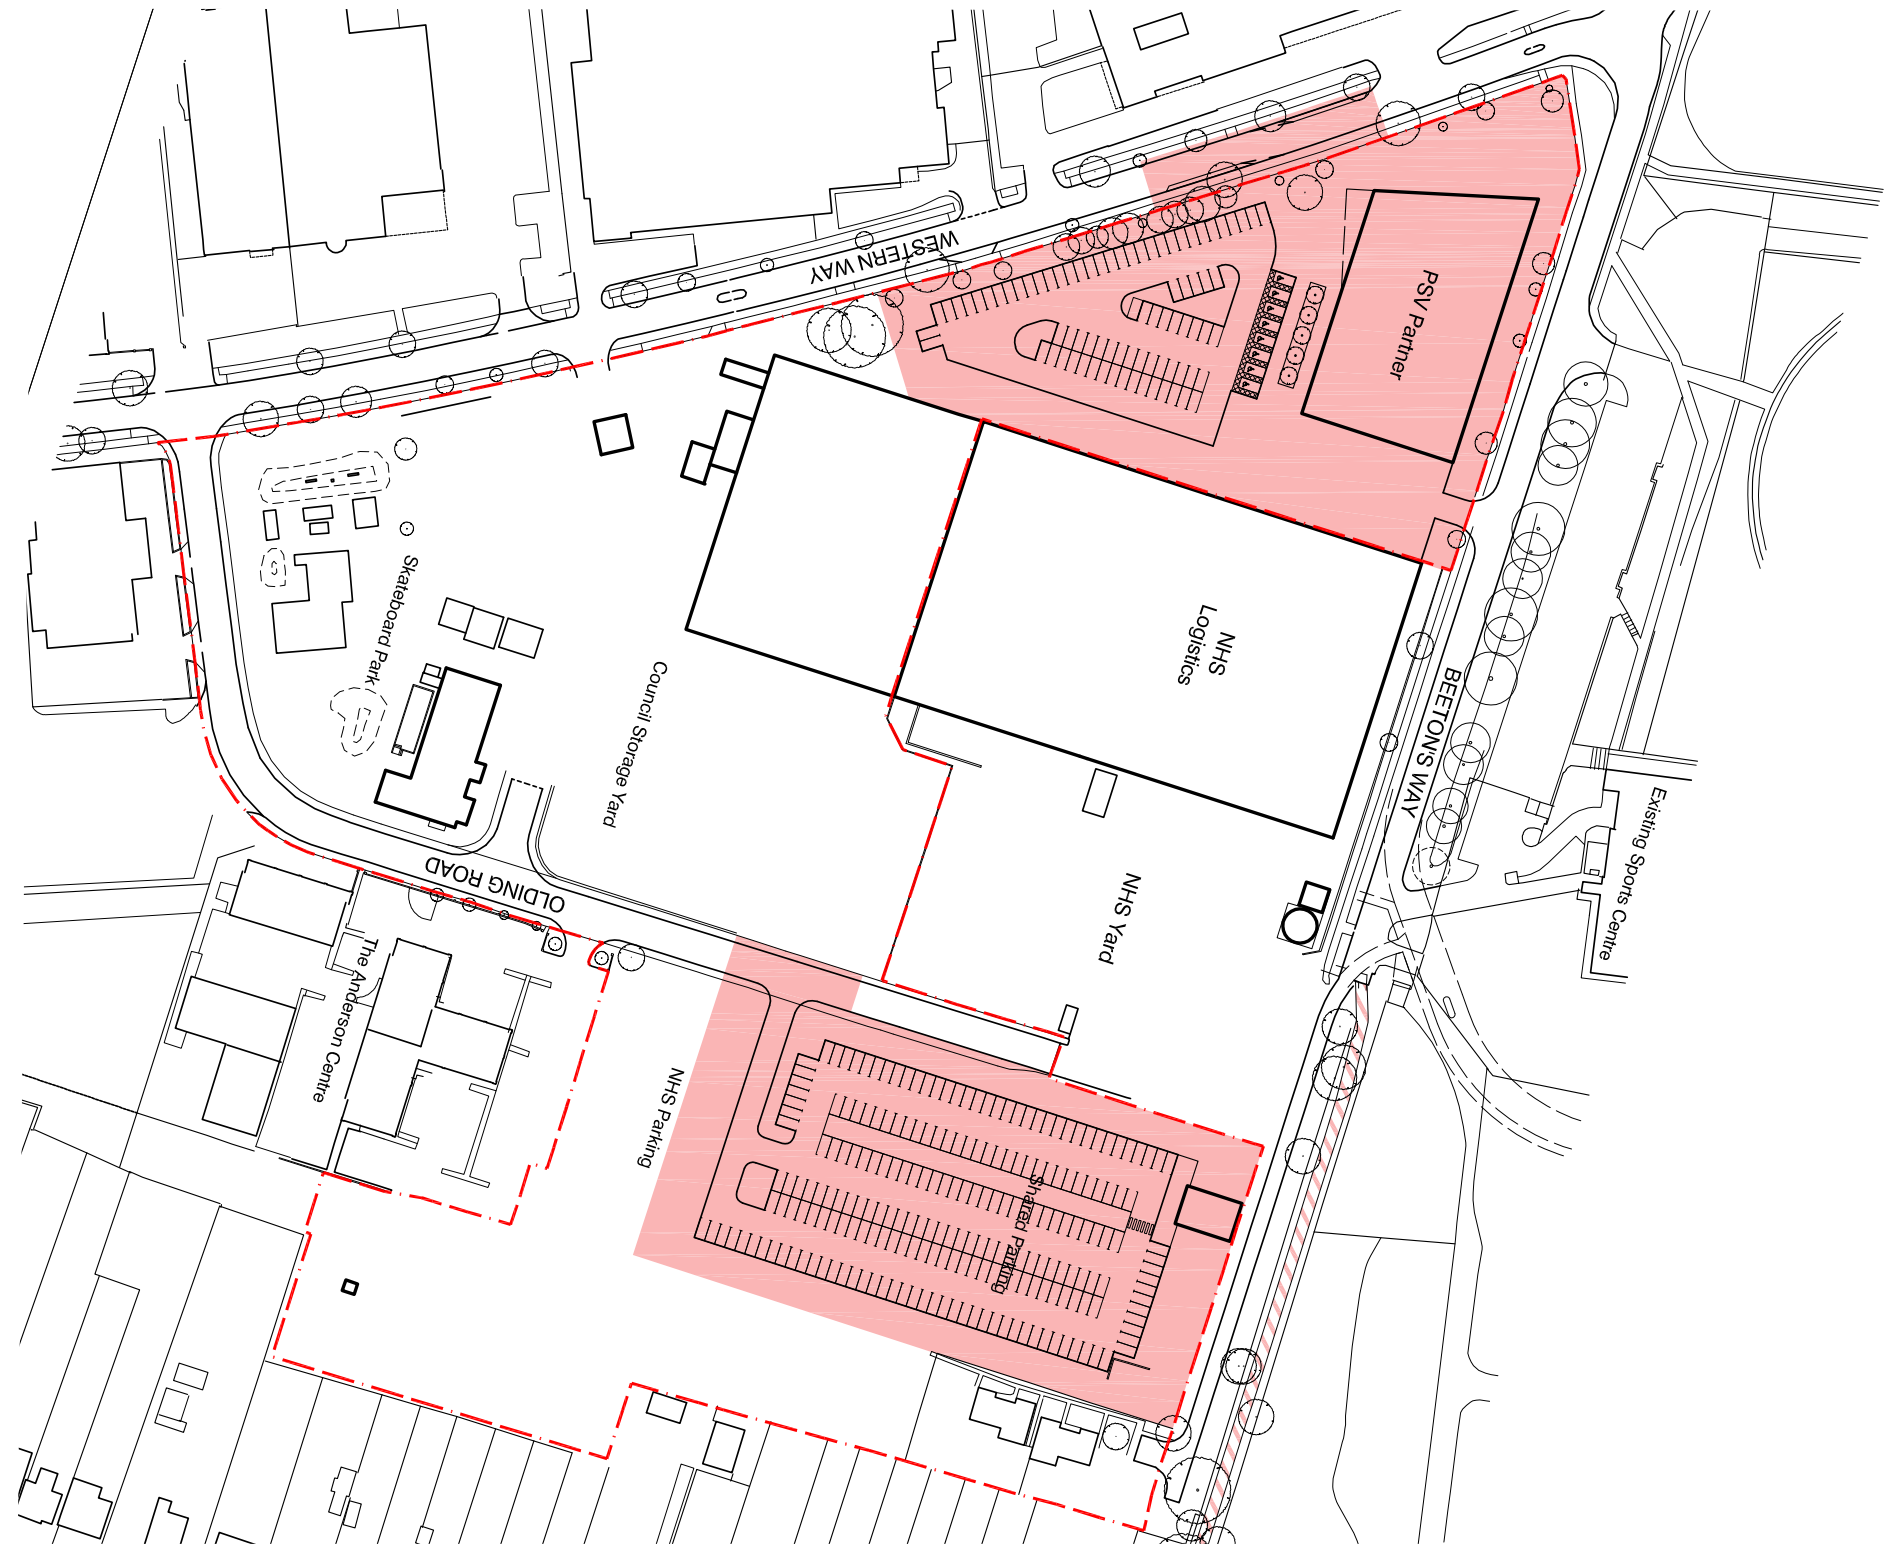 WESTERN WAY
PSV Partner
NHS
Logistics
Skateboard Park
Council Storage Yard
BEETON'S WAY
Existing Sports Centre
OLDING ROAD
NHS Yard
The Anderson Centre
NHS Parking
Shared Parking